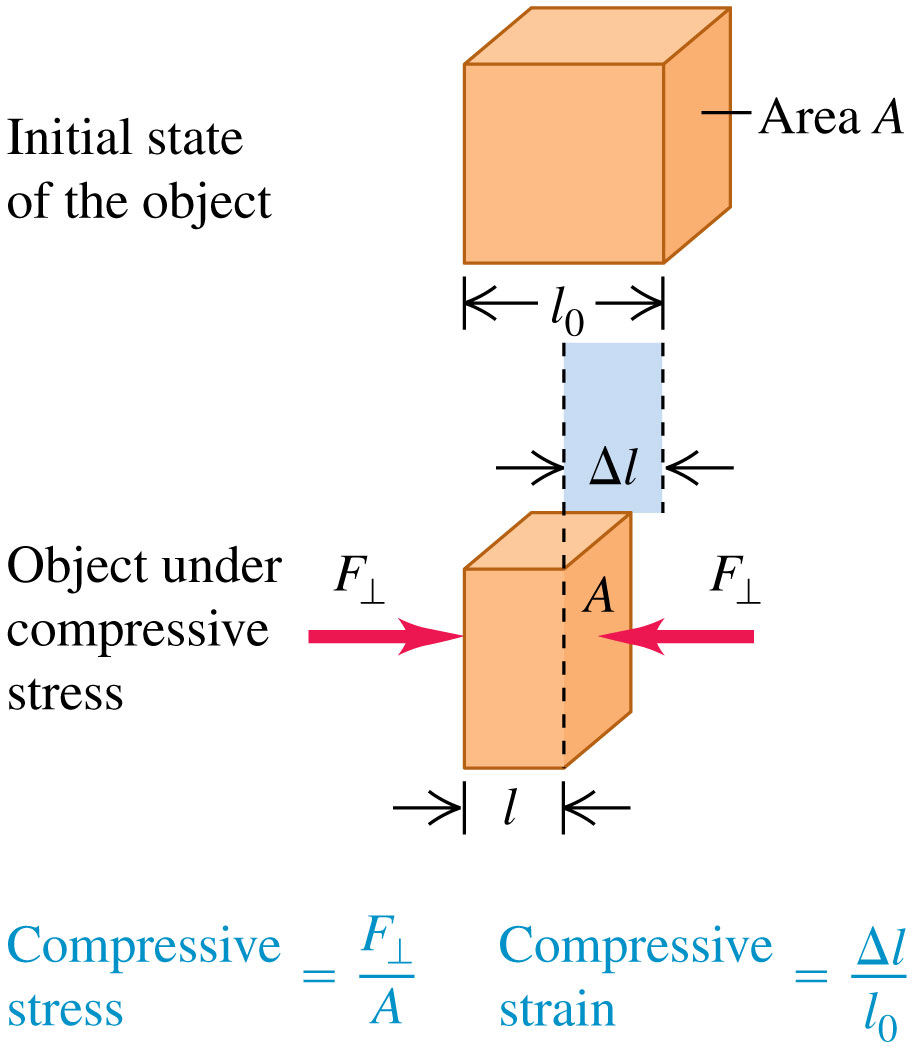 Initial state
of the object
Area A
l₀
Δl
Object under
compressive
stress
F⊥
A
F⊥
l
Compressive
stress = F⊥/A
Compressive
strain = Δl/l₀